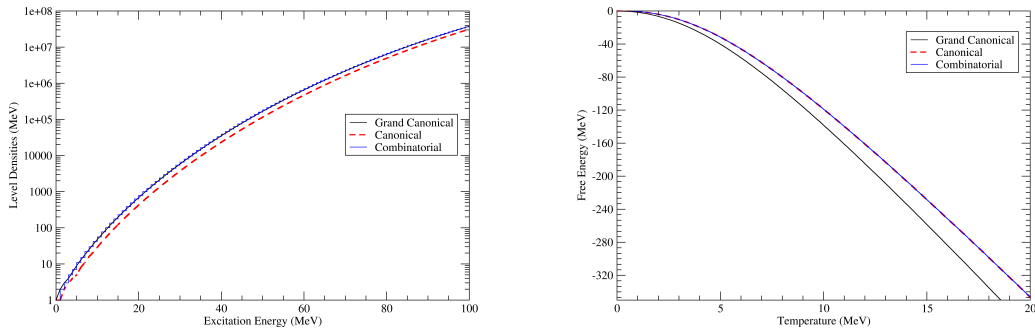 1e+08
1e+07
1e+06
1e+05
10000
1000
100
10
1
Level Densities (MeV)
0
20
40
60
80
100
Excitation Energy (MeV)
Grand Canonical
Canonical
Combinatorial
0
-40
-80
-120
-160
-200
-240
-280
-320
Free Energy (MeV)
0
5
10
15
20
Temperature (MeV)
Grand Canonical
Canonical
Combinatorial